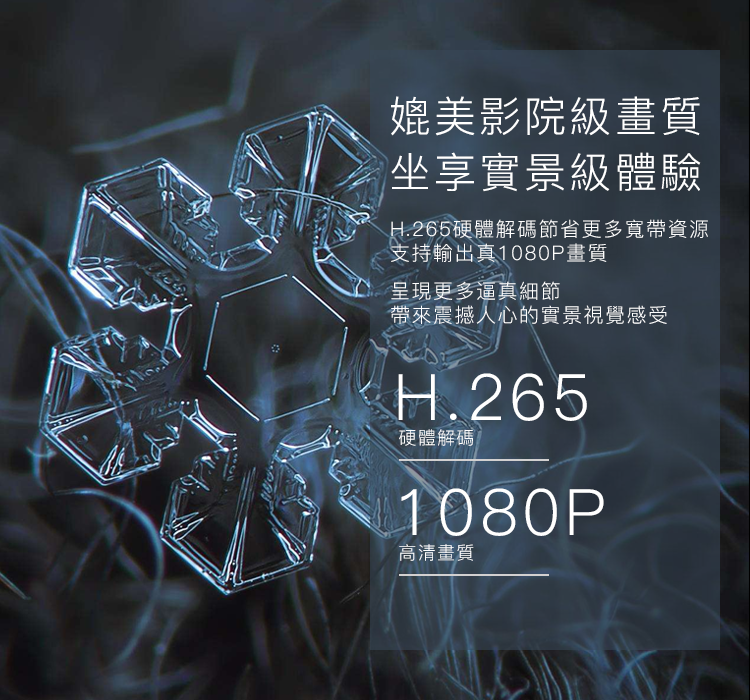 媲美影院級畫質
坐享實景級體驗
H.265硬體解碼節省更多寬帶資源
支持輸出真1080P畫質
呈現更多逼真細節
帶來震撼人心的實景視覺感受
H.265
硬體解碼
1080P
高清畫質